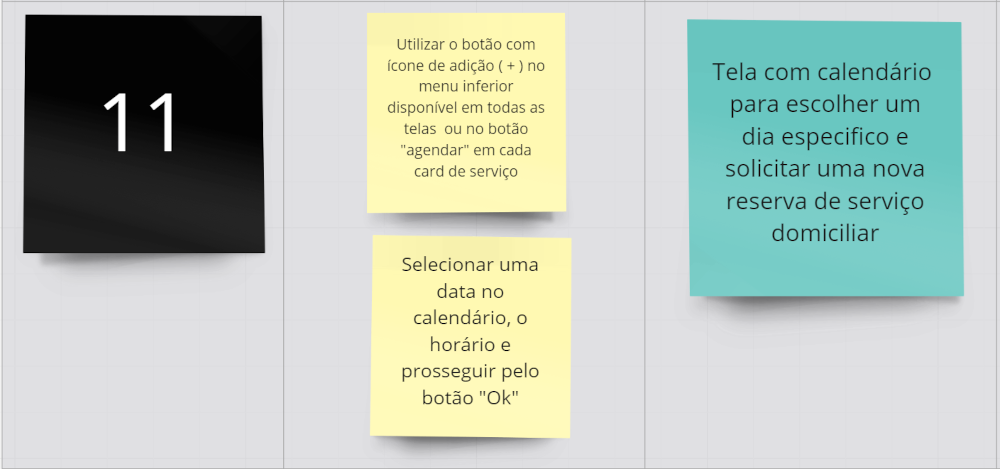 11
Utilizar o botão com
ícone de adição ( + ) no
menu inferior
disponível em todas as
telas ou no botão
"agendar" em cada
card de serviço
Selecionar uma
data no
calendário, o
horário e
prosseguir pelo
botão "Ok"
Tela com calendário
para escolher um
dia especifico e
solicitar uma nova
reserva de serviço
domiciliar